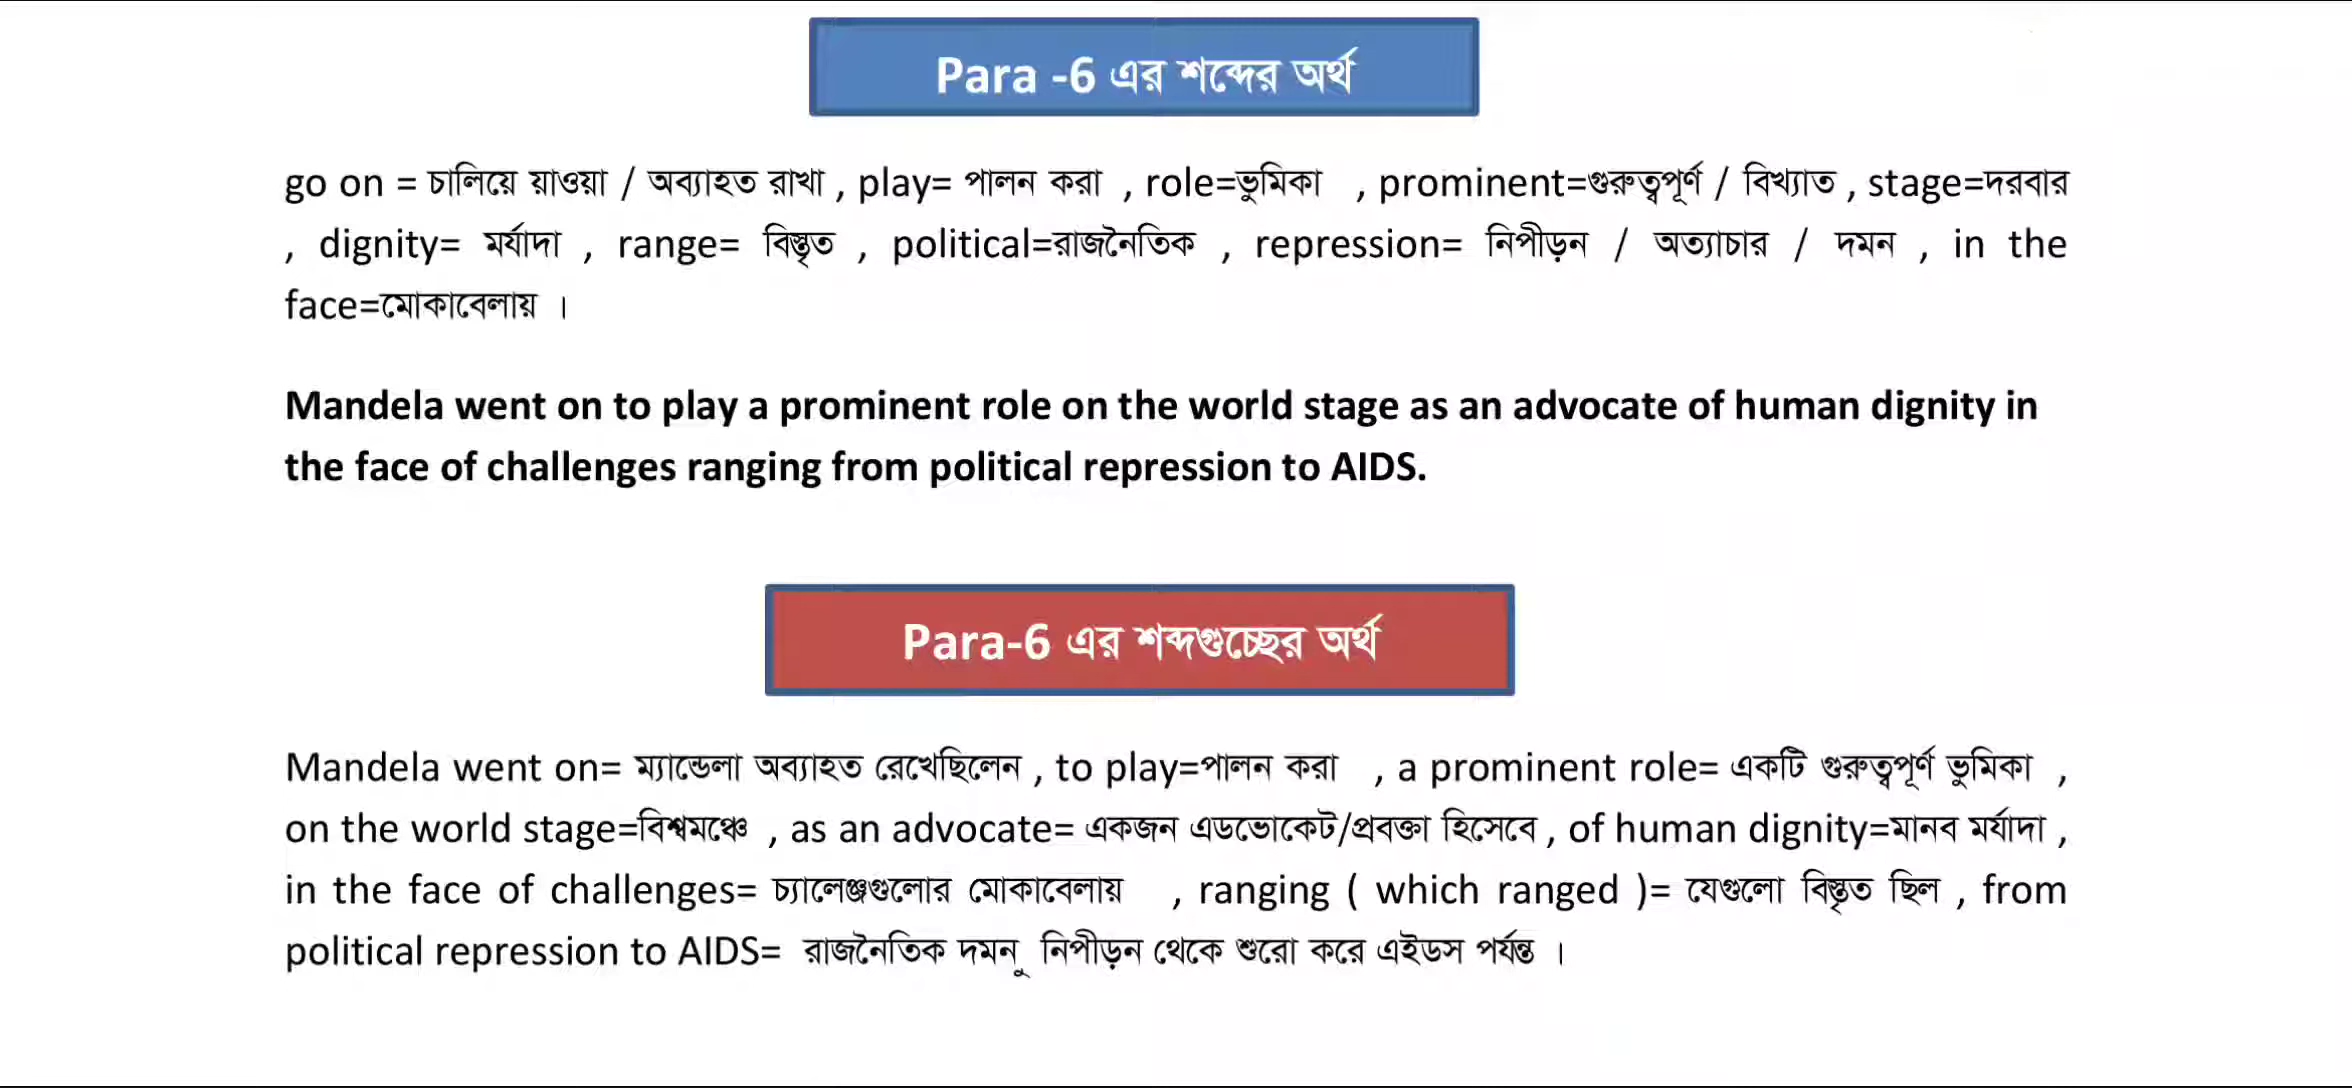 Para -6 এর শব্দের অর্থ
go on = চালিয়ে য়াওয়া / অব্যাহত রাখা , play= পালন করা , role=ভুমিকা , prominent=গুরুত্বপূর্ণ / বিখ্যাত , stage=দরবার
, dignity= মর্যাদা , range= বিস্তৃত , political=রাজনৈতিক , repression= নিপীড়ন / অত্যাচার / দমন , in the
face=মোকাবেলায় ।
Mandela went on to play a prominent role on the world stage as an advocate of human dignity in
the face of challenges ranging from political repression to AIDS.
Para-6 এর শব্দগুচ্ছের অর্থ
Mandela went on= ম্যান্ডেলা অব্যাহত রেখেছিলেন , to play=পালন করা , a prominent role= একটি গুরুত্বপূর্ণ ভুমিকা ,
on the world stage=বিশ্বমঞ্চে , as an advocate= একজন এডভোকেট/প্রবক্তা হিসেবে , of human dignity=মানব মর্যাদা ,
in the face of challenges= চ্যালেঞ্জগুলোর মোকাবেলায় , ranging ( which ranged )= যেগুলো বিস্তৃত ছিল , from
political repression to AIDS= রাজনৈতিক দমন ু নিপীড়ন থেকে শুরো করে এইডস পর্যন্ত ।